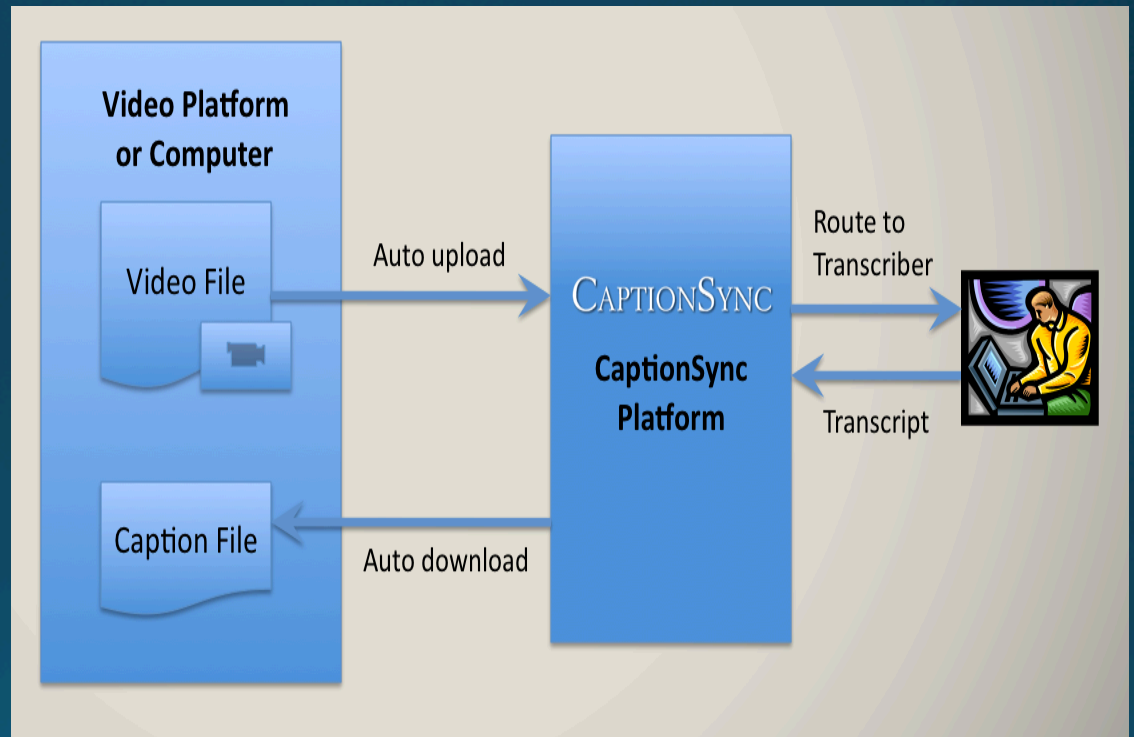 Video Platform
or Computer
Video File
Auto upload
Caption File
Auto download
CAPTIONSYNC
CaptionSync
Platform
Route to
Transcriber
Transcript